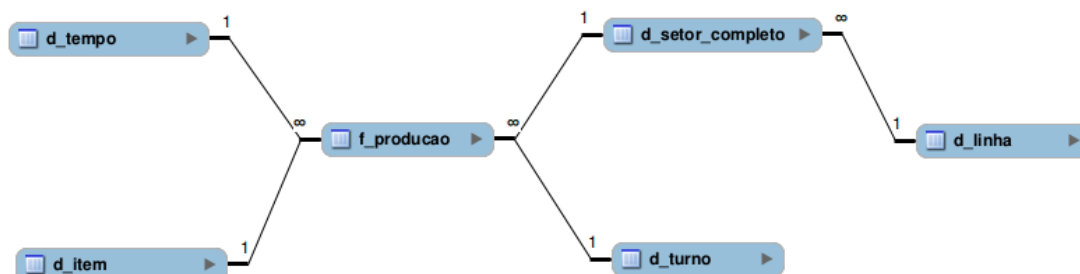 1
d_tempo
1
d_setor_completo
∞
∞
f_producao
∞
1
d_linha
1
d_item
1
d_turno